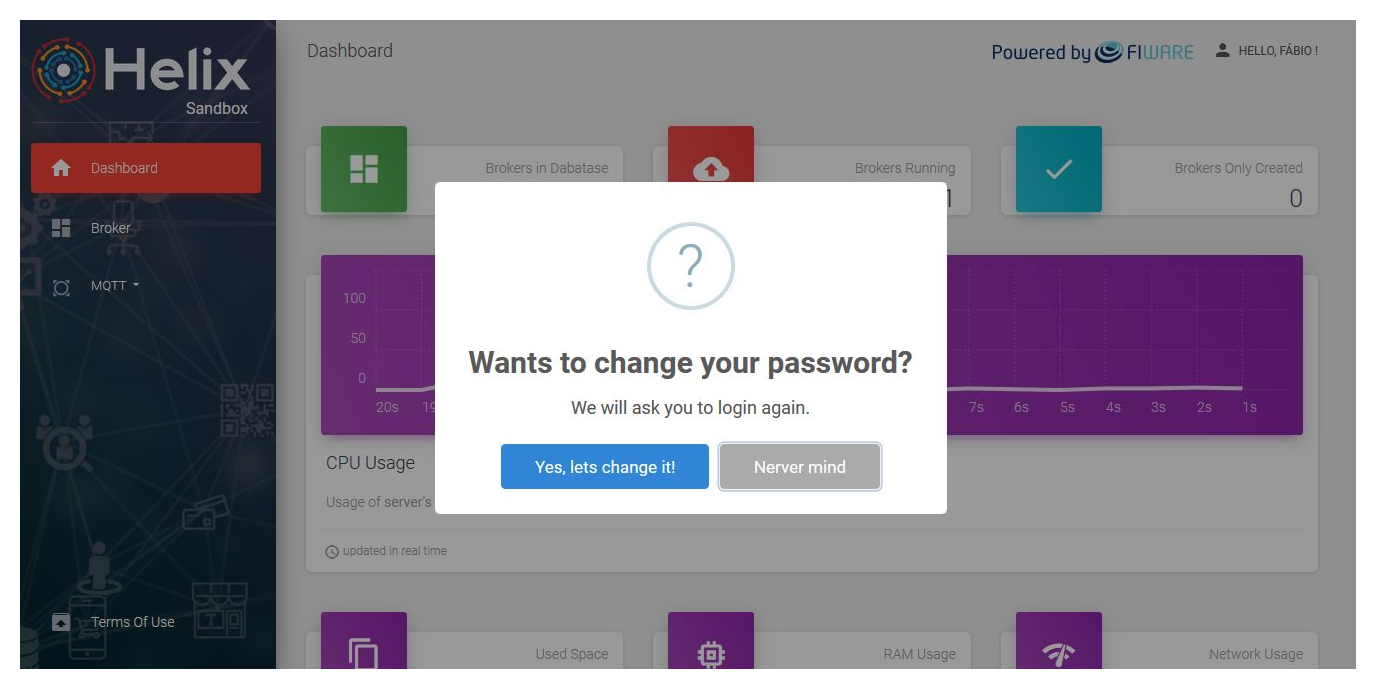 Helix
Sandbox
Dashboard
Broker
MQTT
Terms Of Use
Dashboard
Powered by FIWARE
HELLO, FÁBIO !
Brokers in Dabatase
Brokers Running
1
Brokers Only Created
0
100
50
0
20s 19 7s 6s 5s 4s 3s 2s 1s
CPU Usage
Usage of server's
updated in real time
Used Space
RAM Usage
Network Usage
?
Wants to change your password?
We will ask you to login again.
Yes, lets change it!
Nerver mind